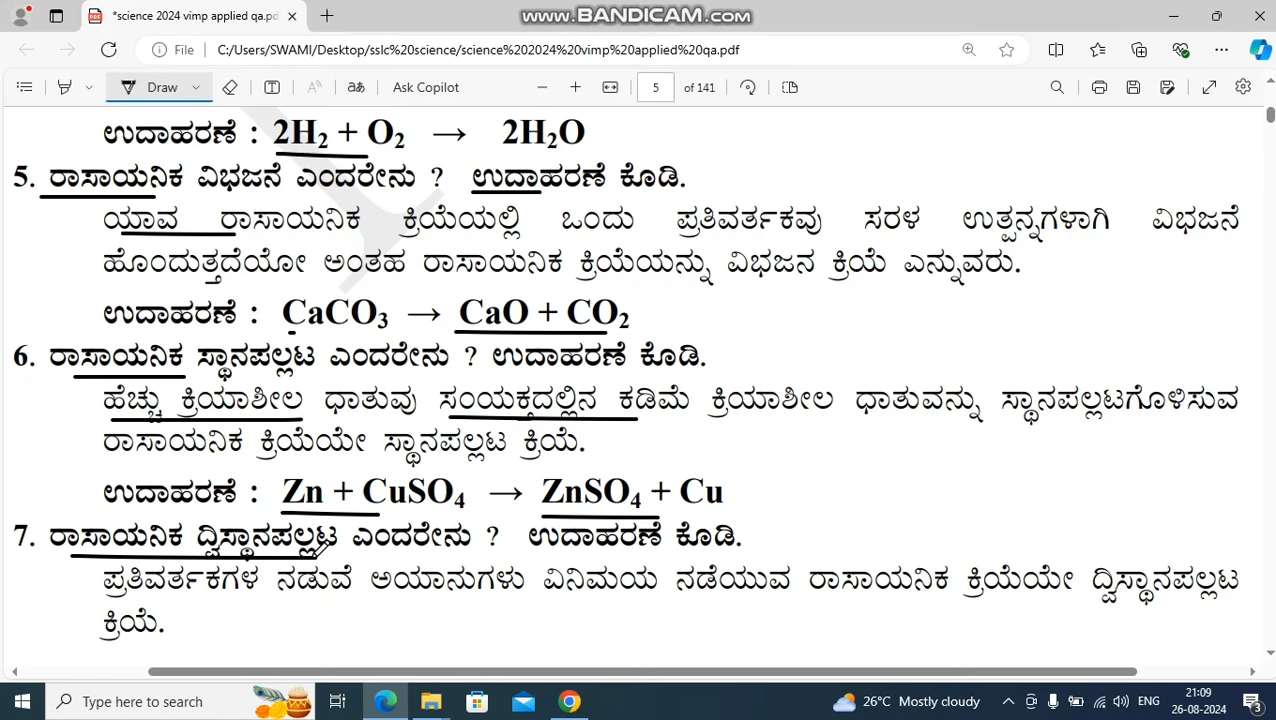 www.BANDICAM.com
*science 2024 vimp applied qa.pd
File C:/Users/SWAMI/Desktop/sslc%20science/science%202024%20vimp%20applied%20qa.pdf
Draw Ask Copilot 5 of 141
ಉದಾಹರಣೆ : 2H₂ + O₂ → 2H₂O
5. ರಾಸಾಯನಿಕ ವಿಭಜನೆ ಎಂದರೇನು ? ಉದಾಹರಣೆ ಕೊಡಿ.
ಯಾವ ರಾಸಾಯನಿಕ ಕ್ರಿಯೆಯಲ್ಲಿ ಒಂದು ಪ್ರತಿವರ್ತಕವು ಸರಳ ಉತ್ಪನ್ನಗಳಾಗಿ ವಿಭಜನೆ
ಹೊಂದುತ್ತದೆಯೋ ಅಂತಹ ರಾಸಾಯನಿಕ ಕ್ರಿಯೆಯನ್ನು ವಿಭಜನ ಕ್ರಿಯೆ ಎನ್ನುವರು.
ಉದಾಹರಣೆ : CaCO₃ → CaO + CO₂
6. ರಾಸಾಯನಿಕ ಸ್ಥಾನಪಲ್ಲಟ ಎಂದರೇನು ? ಉದಾಹರಣೆ ಕೊಡಿ.
ಹೆಚ್ಚು ಕ್ರಿಯಾಶೀಲ ಧಾತುವು ಸಂಯಕ್ತದಲ್ಲಿನ ಕಡಿಮೆ ಕ್ರಿಯಾಶೀಲ ಧಾತುವನ್ನು ಸ್ಥಾನಪಲ್ಲಟಗೊಳಿಸುವ
ರಾಸಾಯನಿಕ ಕ್ರಿಯೆಯೇ ಸ್ಥಾನಪಲ್ಲಟ ಕ್ರಿಯೆ.
ಉದಾಹರಣೆ : Zn + CuSO₄ → ZnSO₄ + Cu
7. ರಾಸಾಯನಿಕ ದ್ವಿಸ್ಥಾನಪಲ್ಲಟ ಎಂದರೇನು ? ಉದಾಹರಣೆ ಕೊಡಿ.
ಪ್ರತಿವರ್ತಕಗಳ ನಡುವೆ ಅಯಾನುಗಳು ವಿನಿಮಯ ನಡೆಯುವ ರಾಸಾಯನಿಕ ಕ್ರಿಯೆಯೇ ದ್ವಿಸ್ಥಾನಪಲ್ಲಟ
ಕ್ರಿಯೆ.
Type here to search 26°C Mostly cloudy ENG 21:09
26-08-2024 3